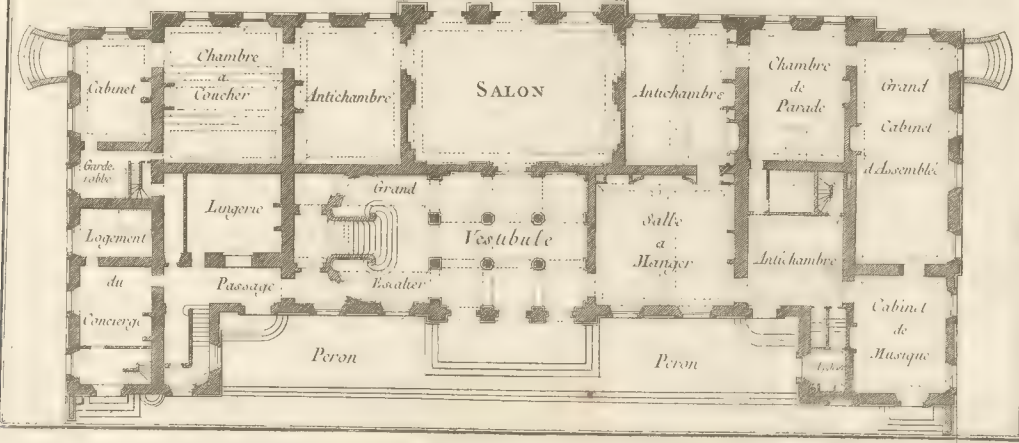 Cabinet
Chambre
a
Coucher
Antichambre
SALON
Antichambre
Chambre
de
Parade
Grand
Cabinet
d'Assemblée
Garde
robbe
Lingerie
Grand
Escalier
Vestibule
Salle
a
Manger
Antichambre
Logement
du
Concierge
Passage
Cabinet
de
Musique
Peron
Peron